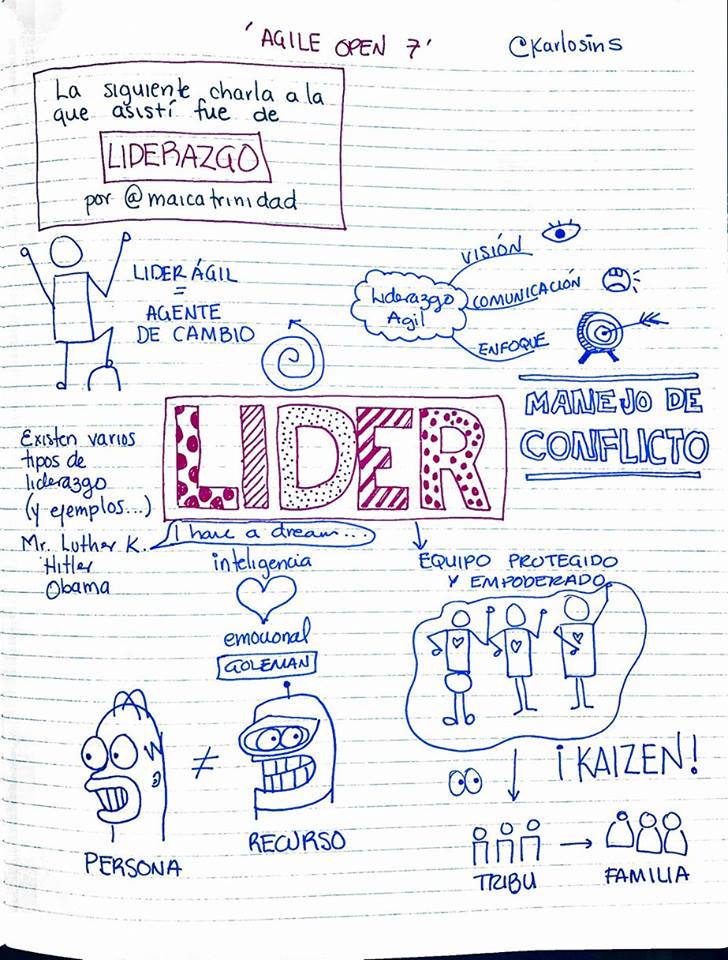 'AGILE OPEN 7'
@Karlosins
La siguiente charla a la
que asistí fue de
LIDERAZGO
por @maicatrinidad
LIDER ÁGIL
=
AGENTE
DE CAMBIO
Liderazgo
Agil
VISIÓN
COMUNICACIÓN
ENFOQUE
MANEJO DE
CONFLICTO
LIDER
Existen varios
tipos de
liderazgo
(y ejemplos...)
Mr. Luther K.
Hitler
Obama
I have a dream...
inteligencia
emocional
GOLEMAN
EQUIPO PROTEGIDO
Y EMPODERADO
PERSONA
≠
RECURSO
¡KAIZEN!
TRIBU
FAMILIA